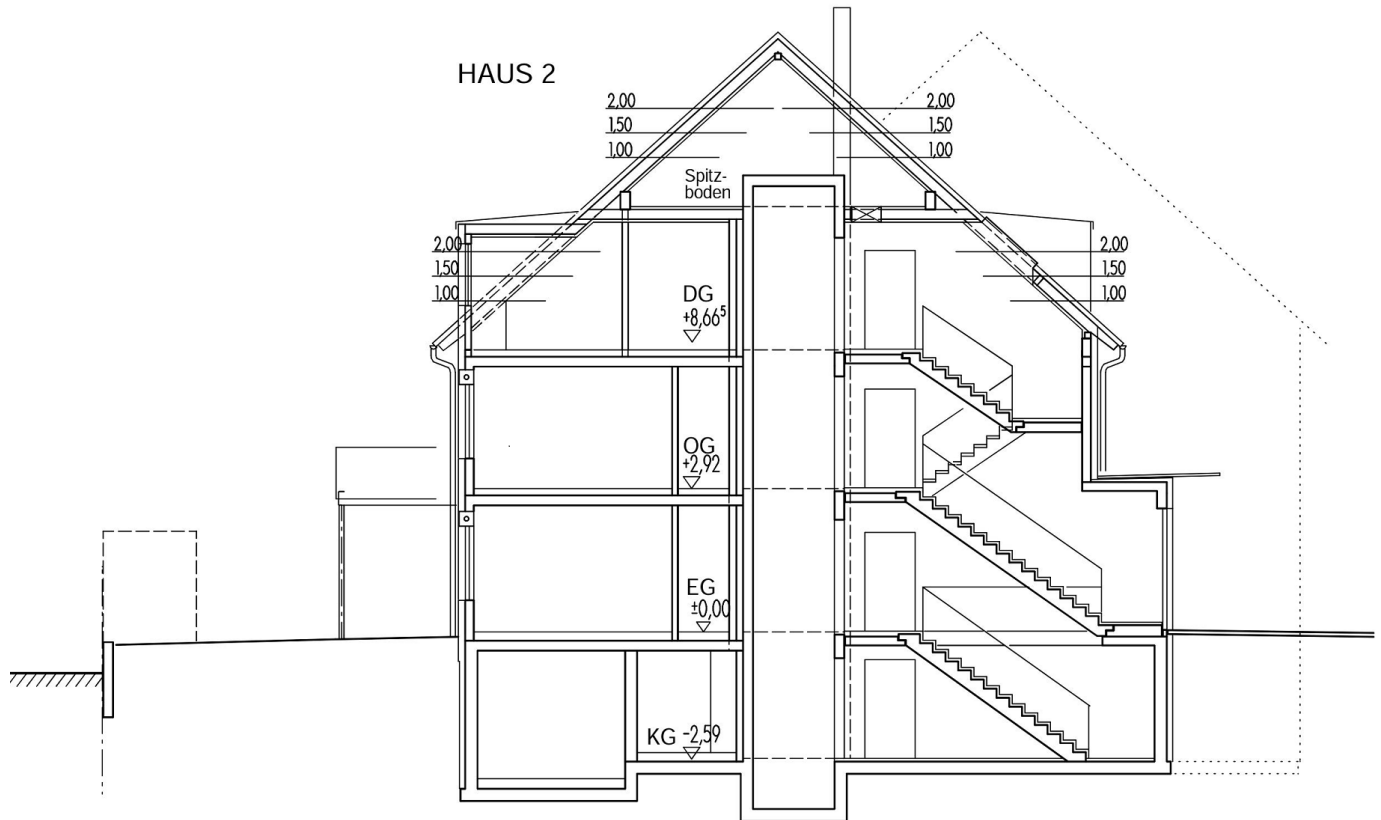 HAUS 2
2,00 2,00
1,50 1,50
1,00 1,00
Spitz-
boden
2,00 2,00
1,50 1,50
1,00 1,00
DG
+8,66⁵
OG
+2,92
EG
±0,00
KG -2,59